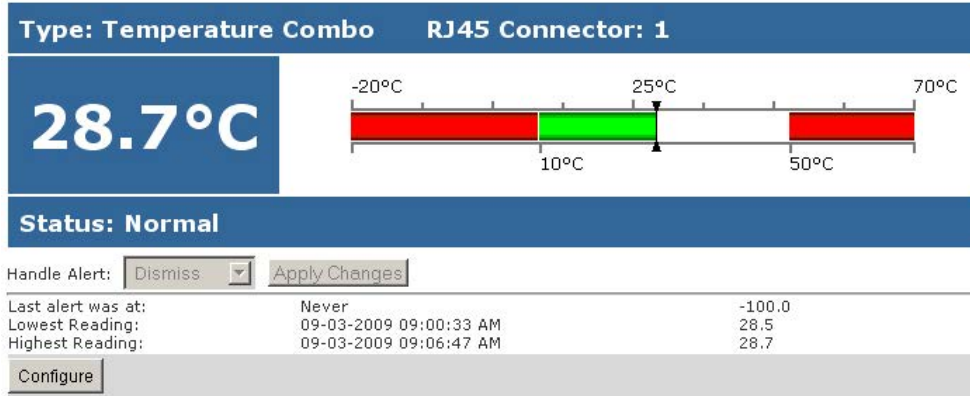 Type: Temperature Combo RJ45 Connector: 1
-20°C 25°C 70°C
28.7°C
10°C 50°C
Status: Normal
Handle Alert: Dismiss Apply Changes
Last alert was at: Never -100.0
Lowest Reading: 09-03-2009 09:00:33 AM 28.5
Highest Reading: 09-03-2009 09:06:47 AM 28.7
Configure